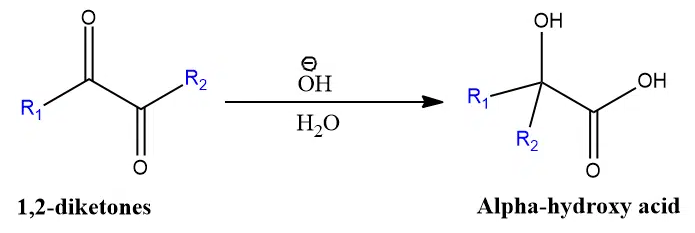 O
R1
R2
O
⊖
OH
H2O
OH
R1
R2
OH
O
1,2-diketones
Alpha-hydroxy acid